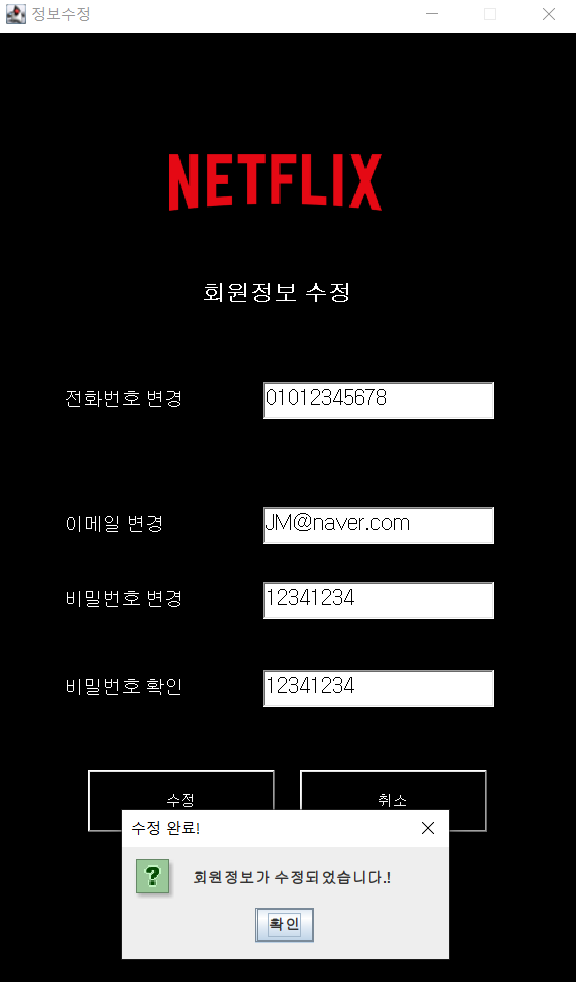 정보수정
NETFLIX
회원정보 수정
전화번호 변경 01012345678
이메일 변경 JM@naver.com
비밀번호 변경 12341234
비밀번호 확인 12341234
수정 취소
수정 완료!
?
회원정보가 수정되었습니다.!
확인